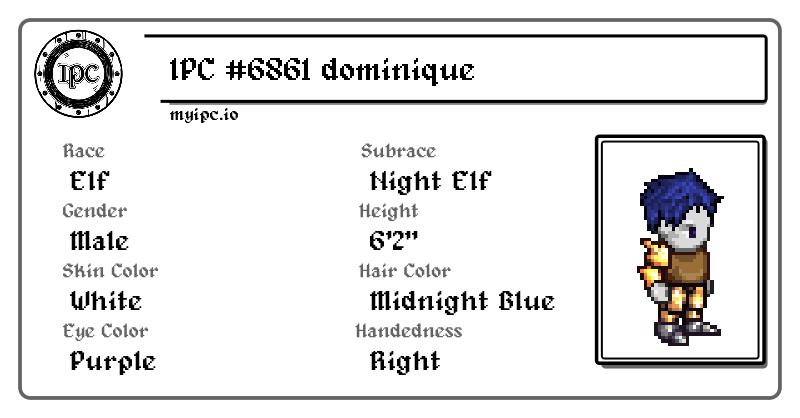 IPC
IPC #6861 dominique
myipc.io
Race
Elf
Subrace
Night Elf
Gender
Male
Height
6'2"
Skin Color
White
Hair Color
Midnight Blue
Eye Color
Purple
Handedness
Right